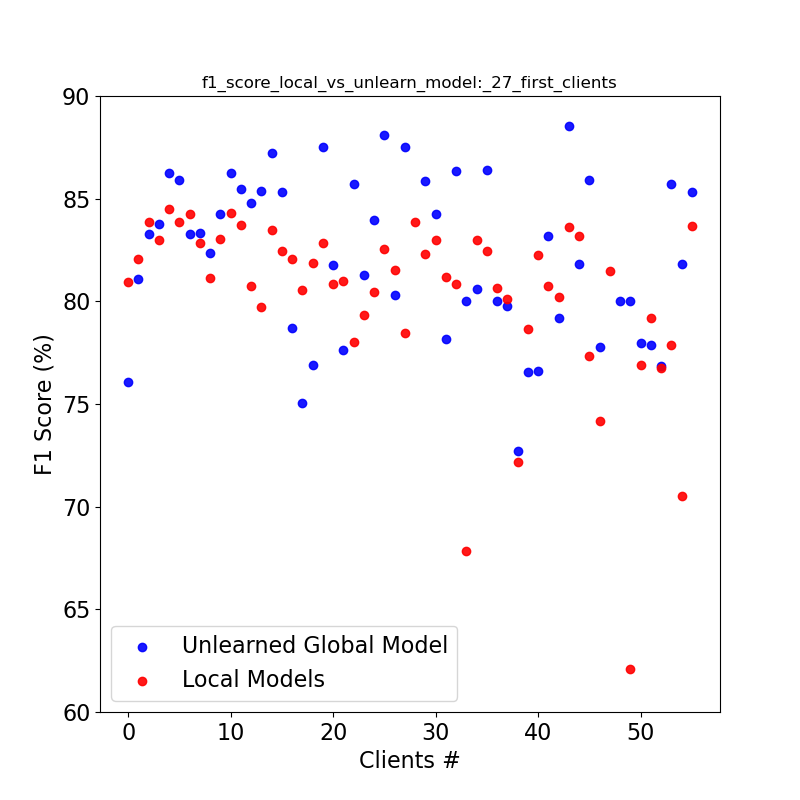 f1_score_local_vs_unlearn_model:_27_first_clients
90
85
80
75
70
65
60
F1 Score (%)
Unlearned Global Model
Local Models
0 10 20 30 40 50
Clients #